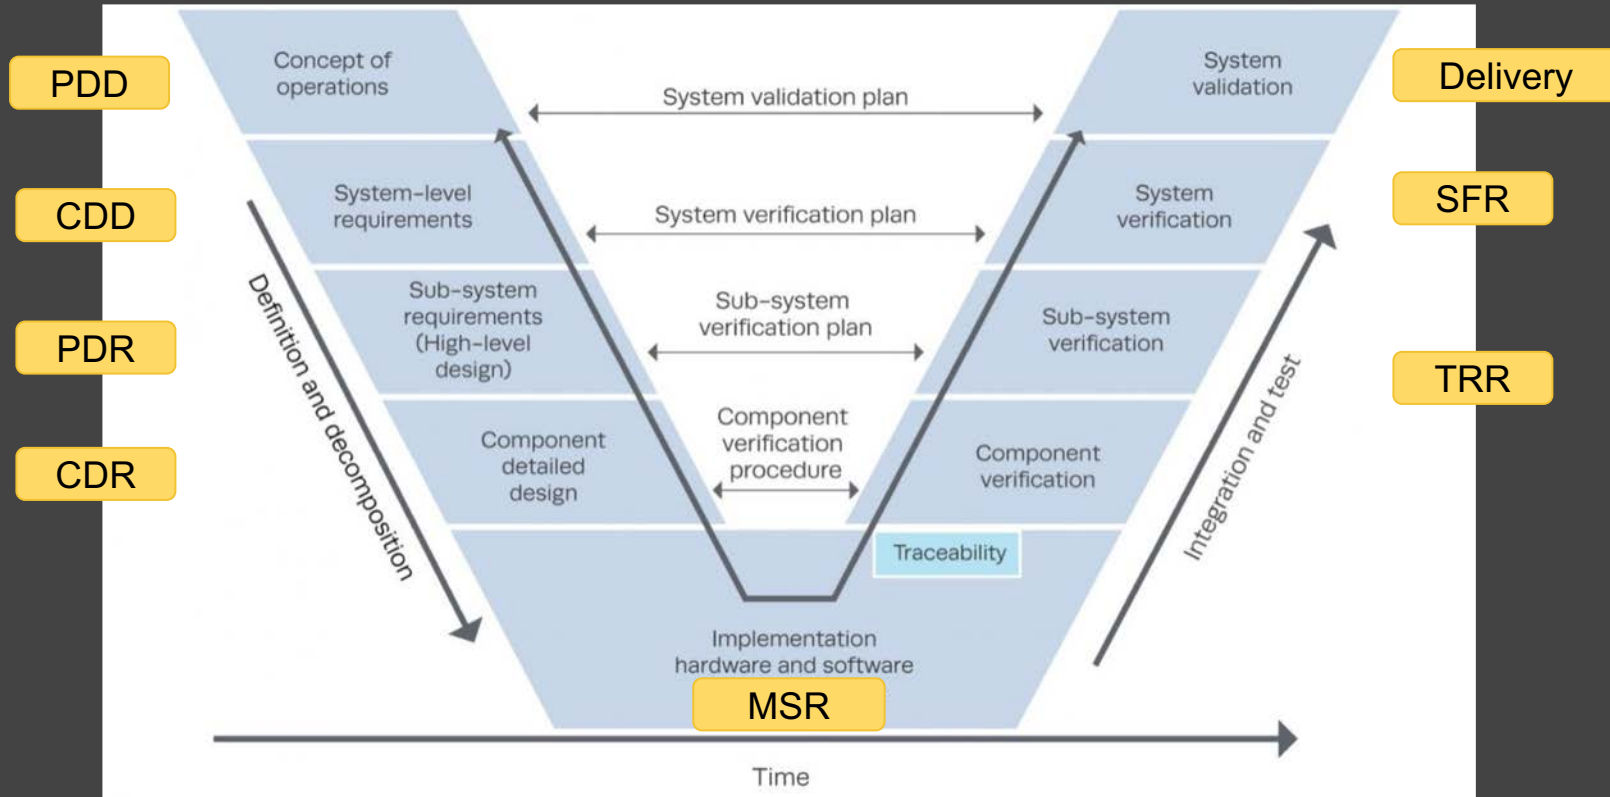 PDD
Concept of
operations
System validation plan
System
validation
Delivery
CDD
System-level
requirements
System verification plan
System
verification
SFR
PDR
Sub-system
requirements
(High-level
design)
Sub-system
verification plan
Sub-system
verification
TRR
CDR
Component
detailed
design
Component
verification
procedure
Component
verification
Definition and decomposition
Integration and test
Traceability
Implementation
hardware and software
MSR
Time